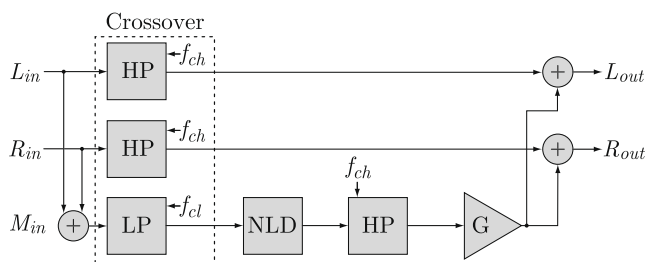 Crossover
L_in HP f_ch + L_out
R_in HP f_ch + R_out
f_ch
M_in + LP f_cl NLD HP G